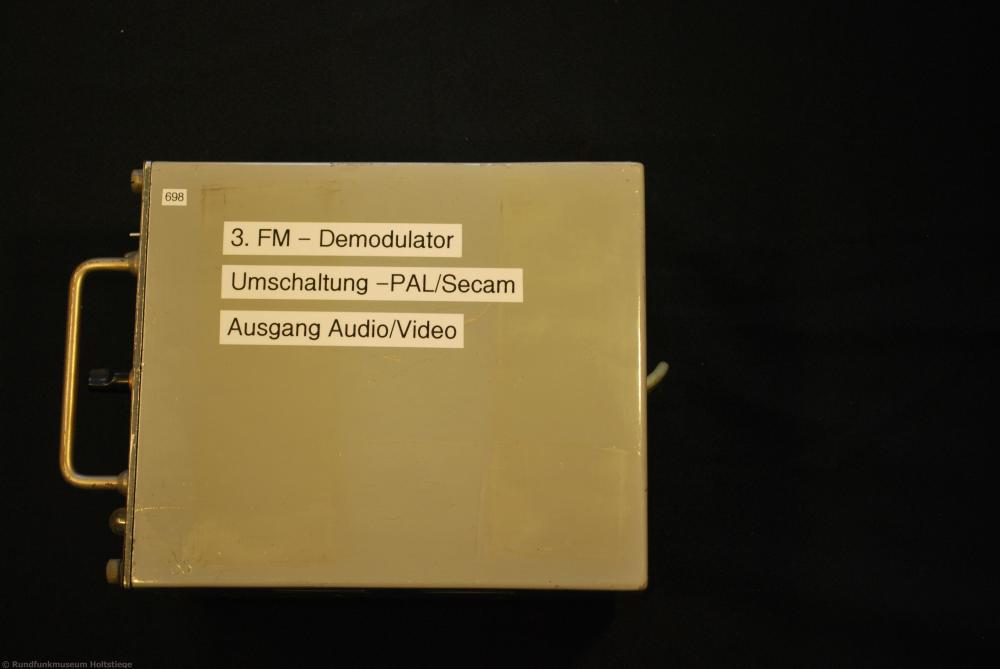 698
3. FM – Demodulator
Umschaltung –PAL/Secam
Ausgang Audio/Video
© Rundfunkmuseum Holtstiege